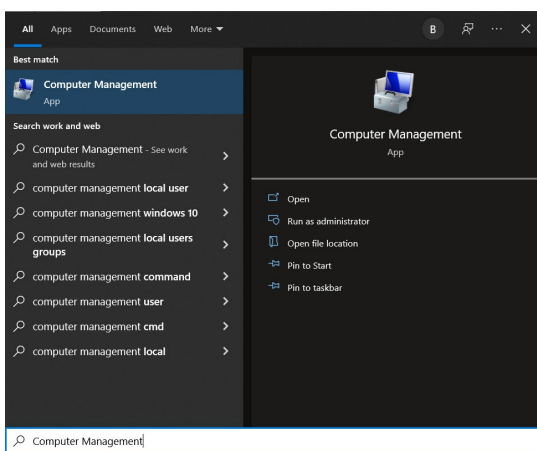 All Apps Documents Web More
B
Best match
Computer Management
App
Search work and web
Computer Management - See work
and web results
computer management local user
computer management windows 10
computer management local users
groups
computer management command
computer management user
computer management cmd
computer management local
Computer Management
App
Open
Run as administrator
Open file location
Pin to Start
Pin to taskbar
Computer Management